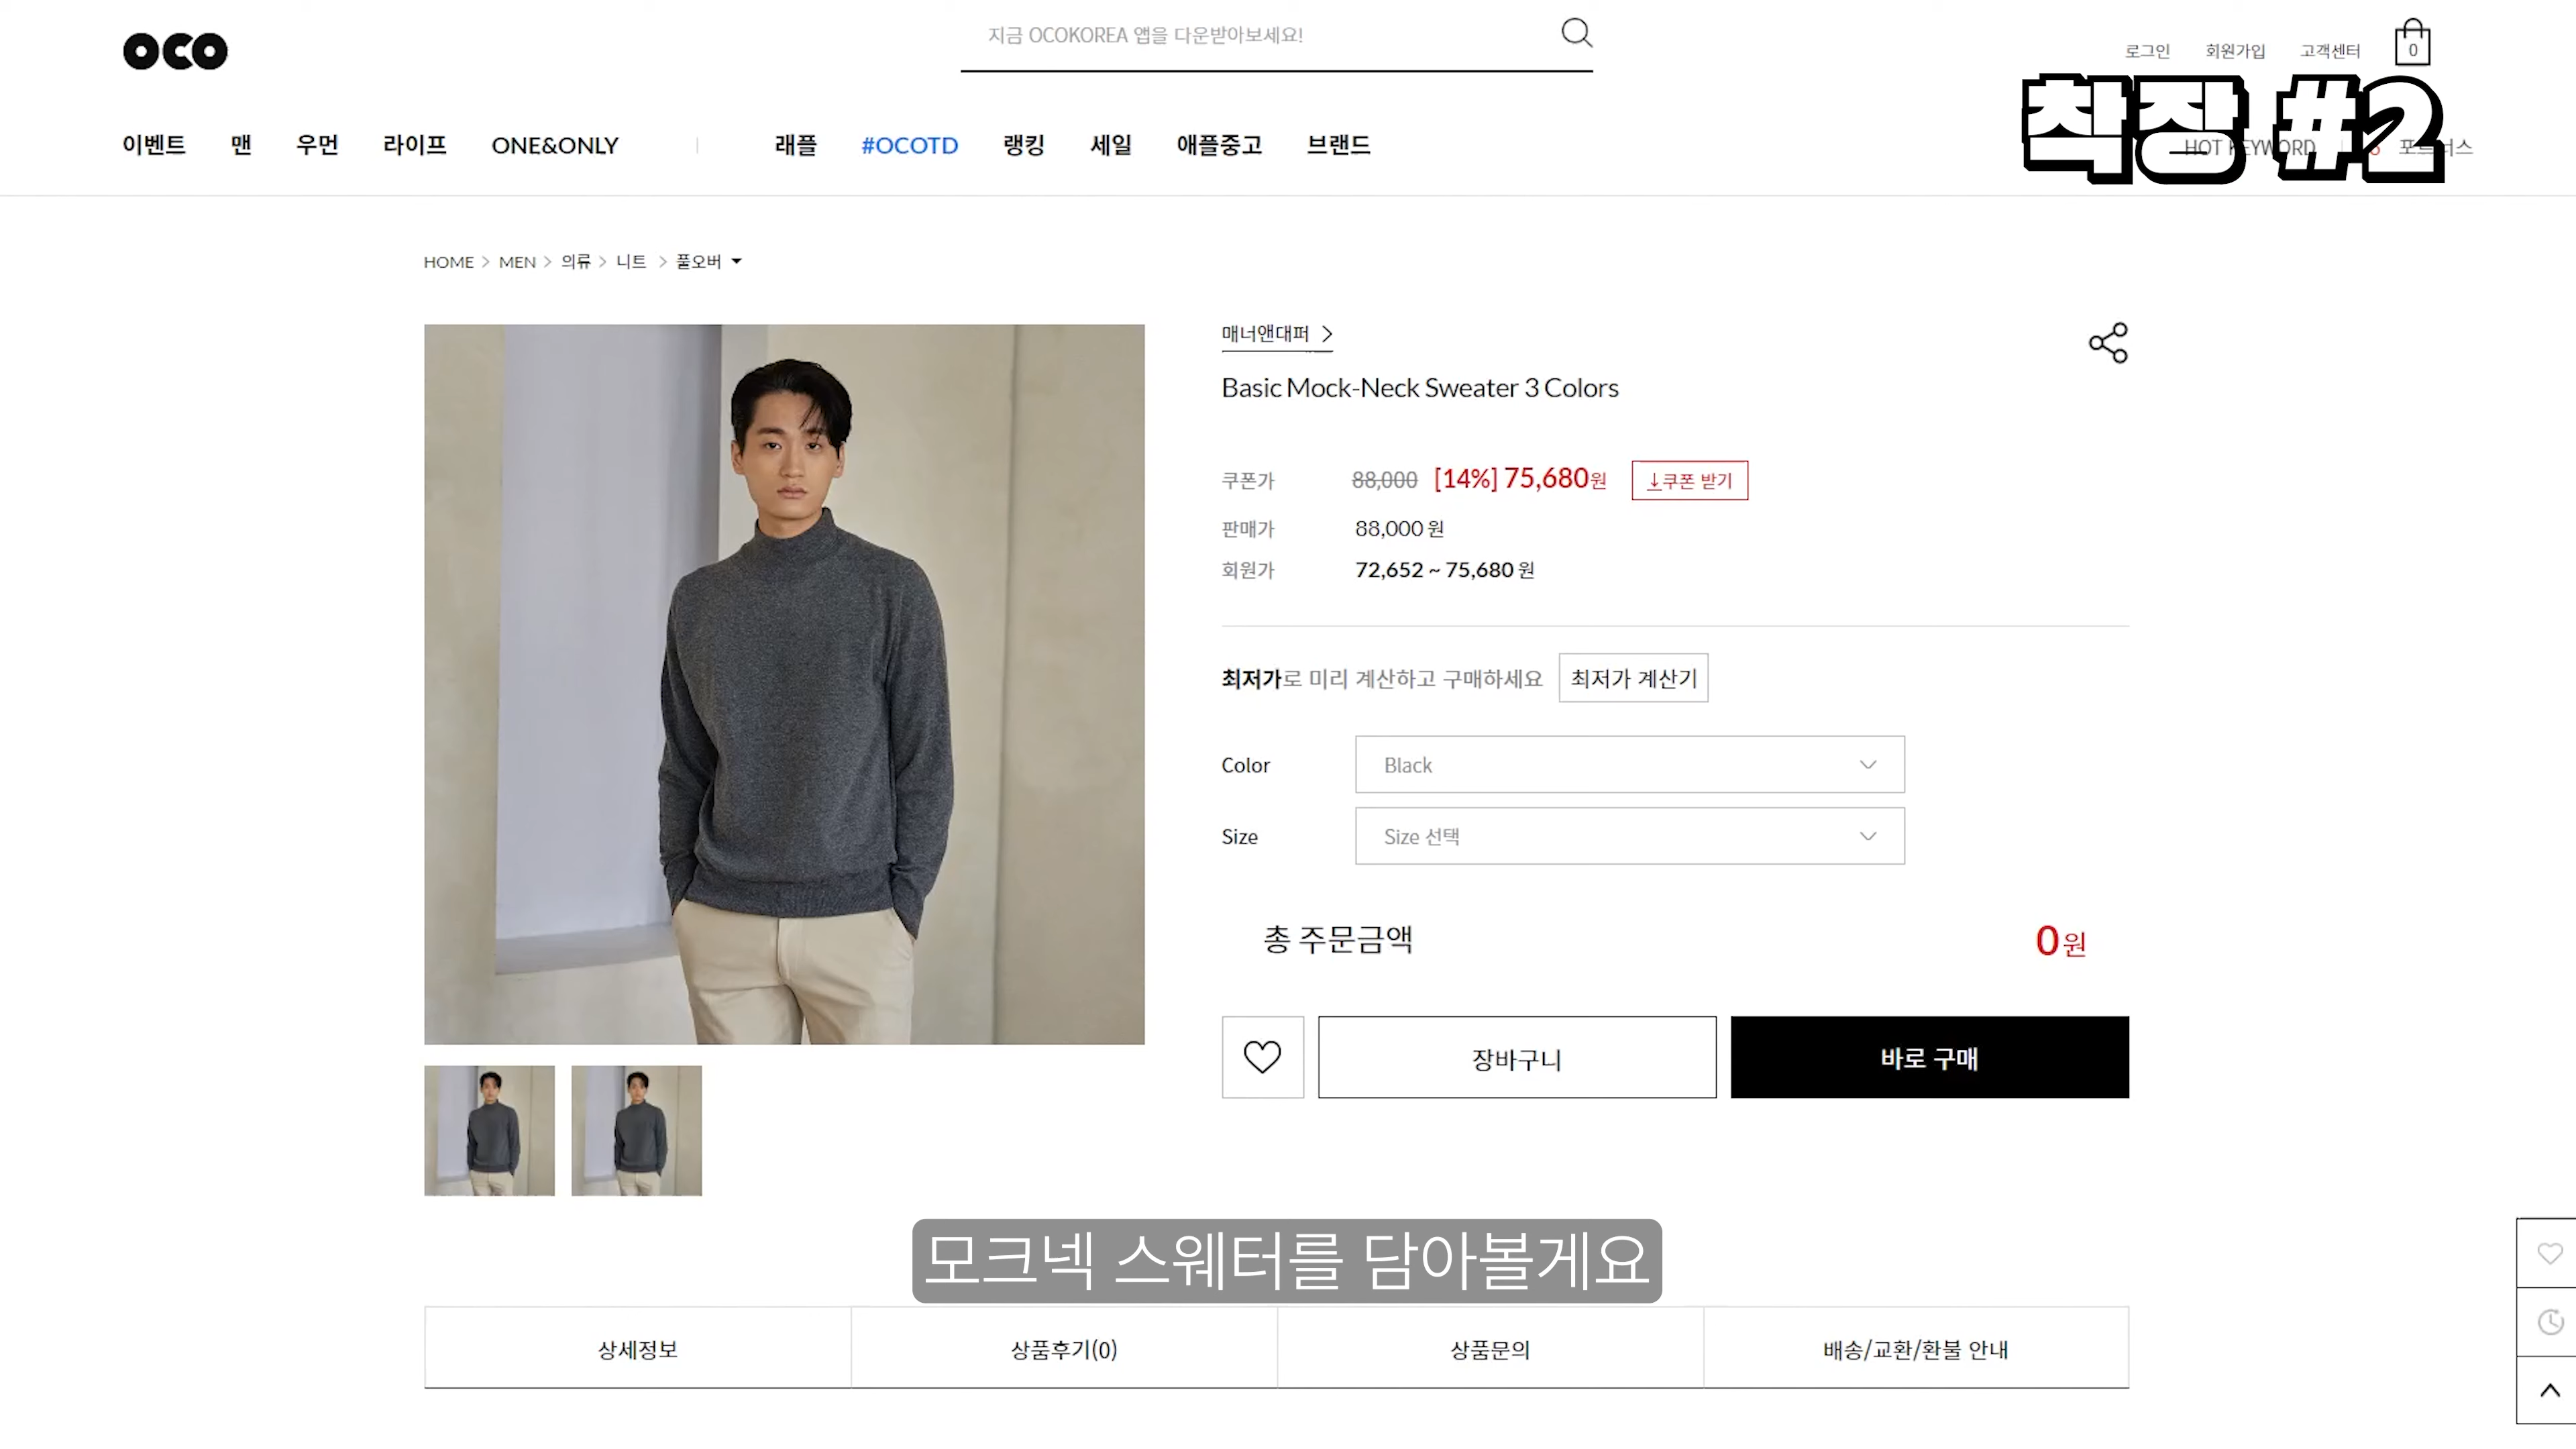 oco
지금 OCOKOREA 앱을 다운받아보세요!
로그인 회원가입 고객센터 0
착장 #2
이벤트 맨 우먼 라이프 ONE&ONLY 래플 #OCOTD 랭킹 세일 애플중고 브랜드
HOT KEYWORD
HOME > MEN > 의류 > 니트 > 풀오버
매너앤대퍼
Basic Mock-Neck Sweater 3 Colors
쿠폰가 88,000 [14%] 75,680원 쿠폰 받기
판매가 88,000 원
회원가 72,652 ~ 75,680 원
최저가로 미리 계산하고 구매하세요 최저가 계산기
Color Black
Size Size 선택
총 주문금액 0원
장바구니 바로 구매
모크넥 스웨터를 담아볼게요
상세정보 상품후기(0) 상품문의 배송/교환/환불 안내